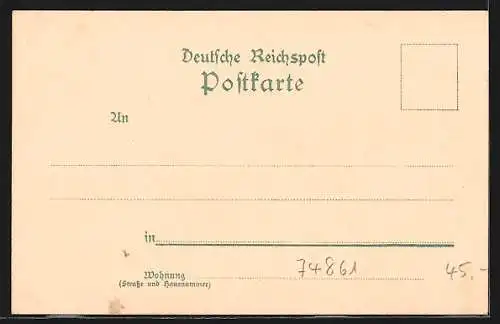 Deutsche Reichspost
Postkarte
An
in
Wohnung
(Straße und Hausnummer)
74861
45,-